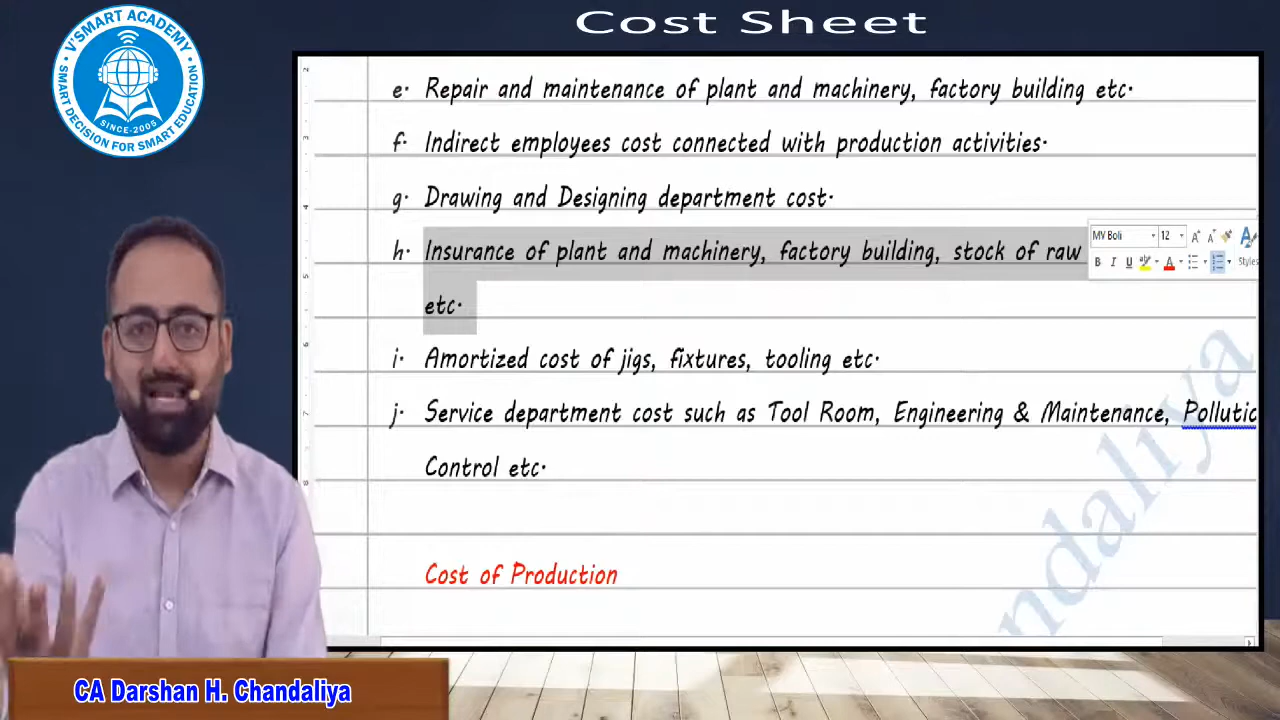 Cost Sheet
V'SMART ACADEMY
SINCE-2005
SMART DECISION FOR SMART EDUCATION
e. Repair and maintenance of plant and machinery, factory building etc.
f. Indirect employees cost connected with production activities.
g. Drawing and Designing department cost.
h. Insurance of plant and machinery, factory building, stock of raw
etc.
MV Boli 12
B I U A Styles
i. Amortized cost of jigs, fixtures, tooling etc.
j. Service department cost such as Tool Room, Engineering & Maintenance, Pollutic
Control etc.
Cost of Production
ndaliya
CA Darshan H. Chandaliya